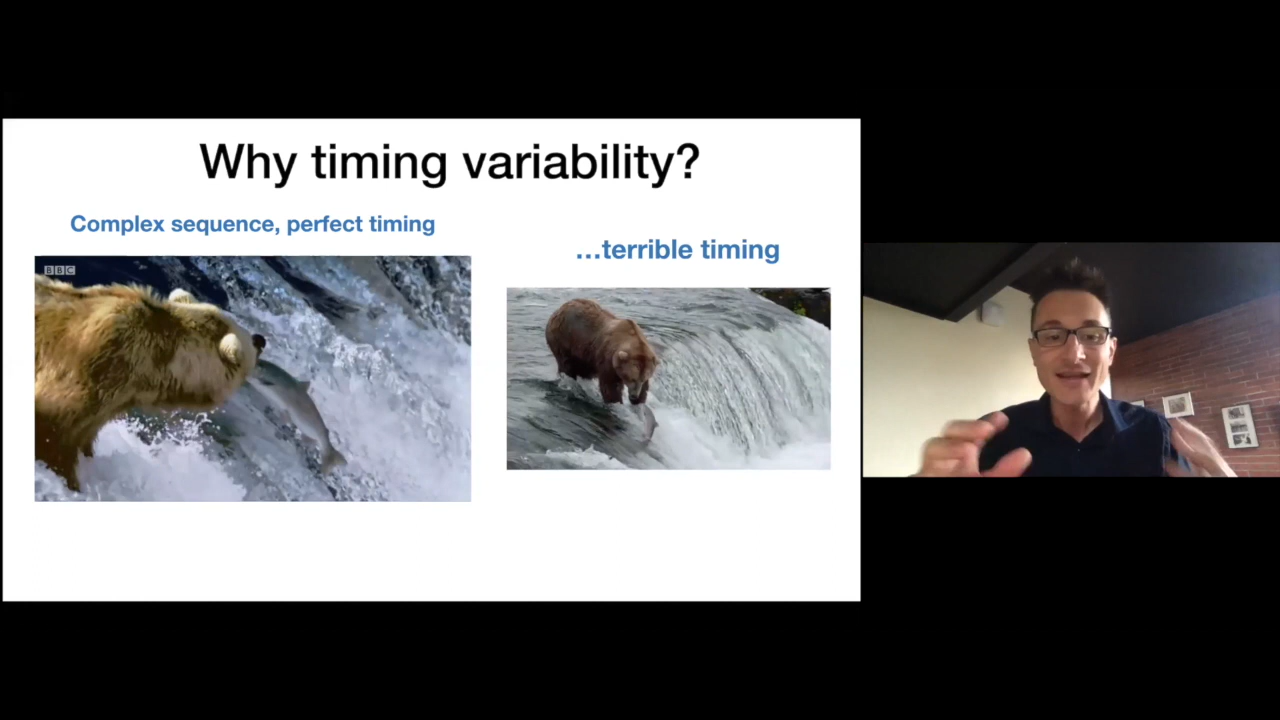 Why timing variability?
Complex sequence, perfect timing
...terrible timing
BBC